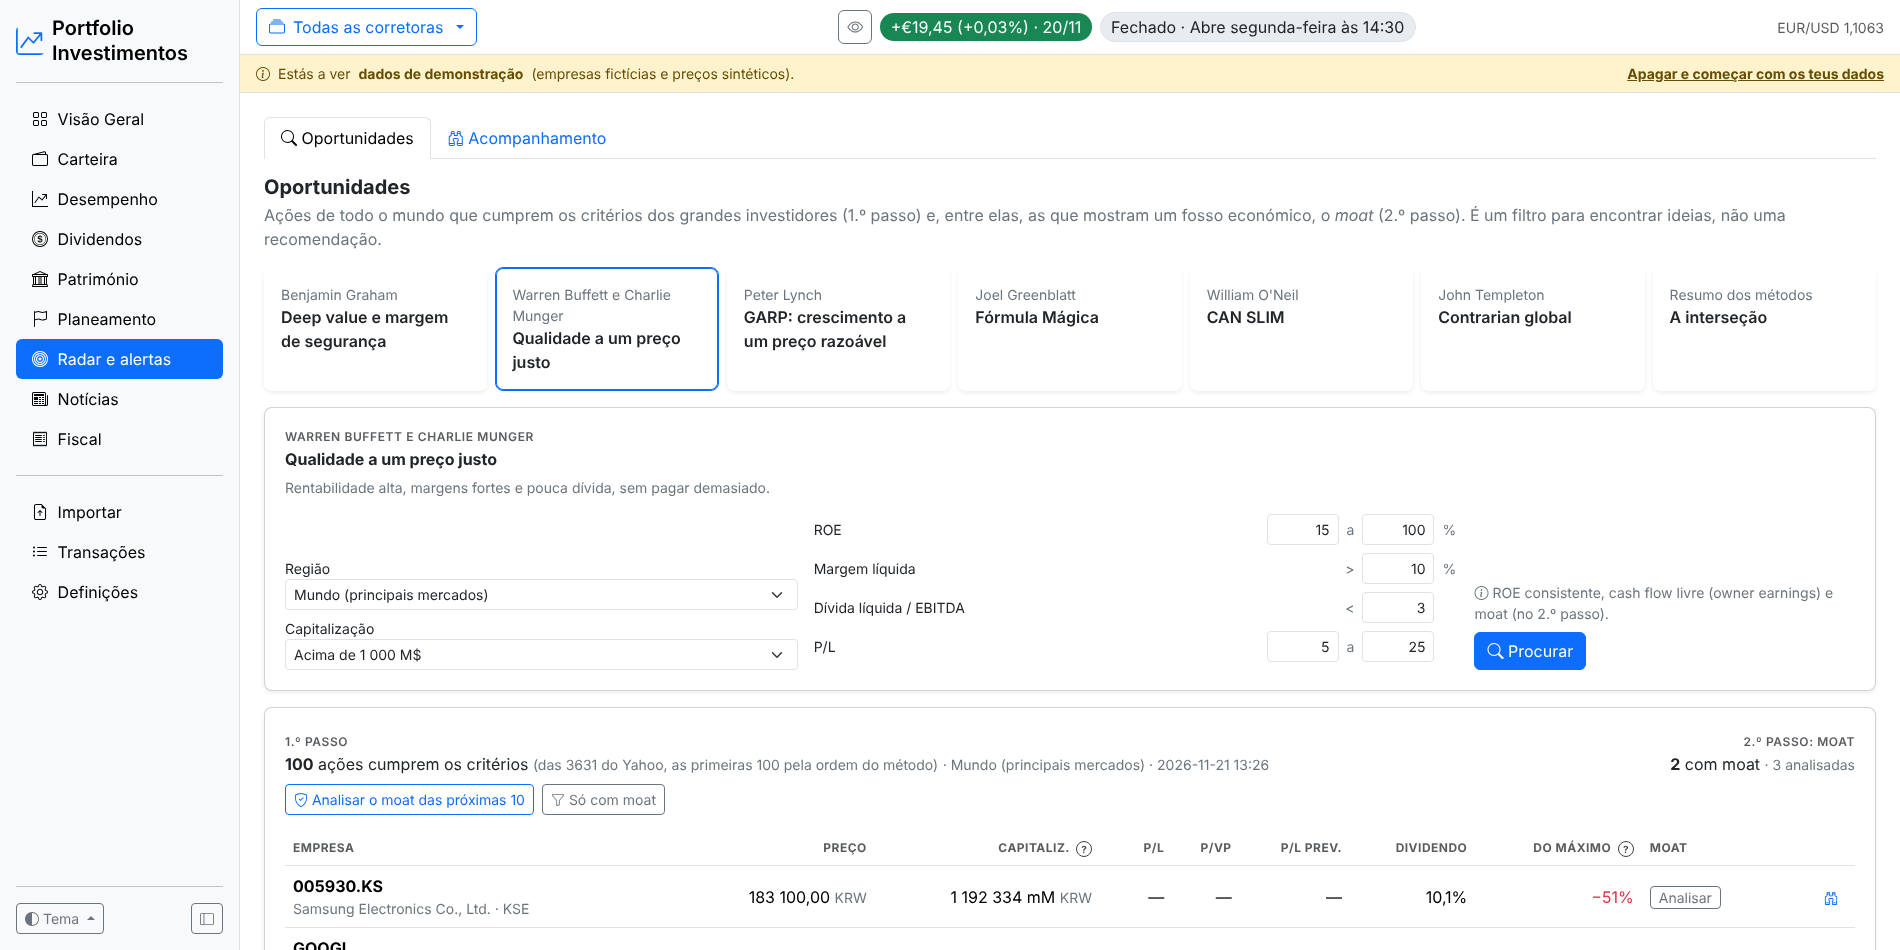 Portfolio
Investimentos
Visão Geral
Carteira
Desempenho
Dividendos
Património
Planeamento
Radar e alertas
Notícias
Fiscal
Importar
Transações
Definições
Tema
Todas as corretoras
+€19,45 (+0,03%) · 20/11
Fechado · Abre segunda-feira às 14:30
EUR/USD 1,1063
Estás a ver dados de demonstração (empresas fictícias e preços sintéticos).
Apagar e começar com os teus dados
Oportunidades
Acompanhamento
Oportunidades
Ações de todo o mundo que cumprem os critérios dos grandes investidores (1.º passo) e, entre elas, as que mostram um fosso económico, o moat (2.º passo). É um filtro para encontrar ideias, não uma
recomendação.
Benjamin Graham
Deep value e margem
de segurança
Warren Buffett e Charlie
Munger
Qualidade a um preço
justo
Peter Lynch
GARP: crescimento a
um preço razoável
Joel Greenblatt
Fórmula Mágica
William O'Neil
CAN SLIM
John Templeton
Contrarian global
Resumo dos métodos
A interseção
WARREN BUFFETT E CHARLIE MUNGER
Qualidade a um preço justo
Rentabilidade alta, margens fortes e pouca dívida, sem pagar demasiado.
Região
Mundo (principais mercados)
Capitalização
Acima de 1 000 M$
ROE 15 a 100 %
Margem líquida > 10 %
Dívida líquida / EBITDA < 3
P/L 5 a 25
ROE consistente, cash flow livre (owner earnings) e
moat (no 2.º passo).
Procurar
1.º PASSO
100 ações cumprem os critérios (das 3631 do Yahoo, as primeiras 100 pela ordem do método) · Mundo (principais mercados) · 2026-11-21 13:26
2.º PASSO: MOAT
2 com moat · 3 analisadas
Analisar o moat das próximas 10
Só com moat
EMPRESA PREÇO CAPITALIZ. ? P/L P/VP P/L PREV. DIVIDENDO DO MÁXIMO ? MOAT
005930.KS
Samsung Electronics Co., Ltd. · KSE
183 100,00 KRW 1 192 334 mM KRW — — — 10,1% −51% Analisar
GOOGL